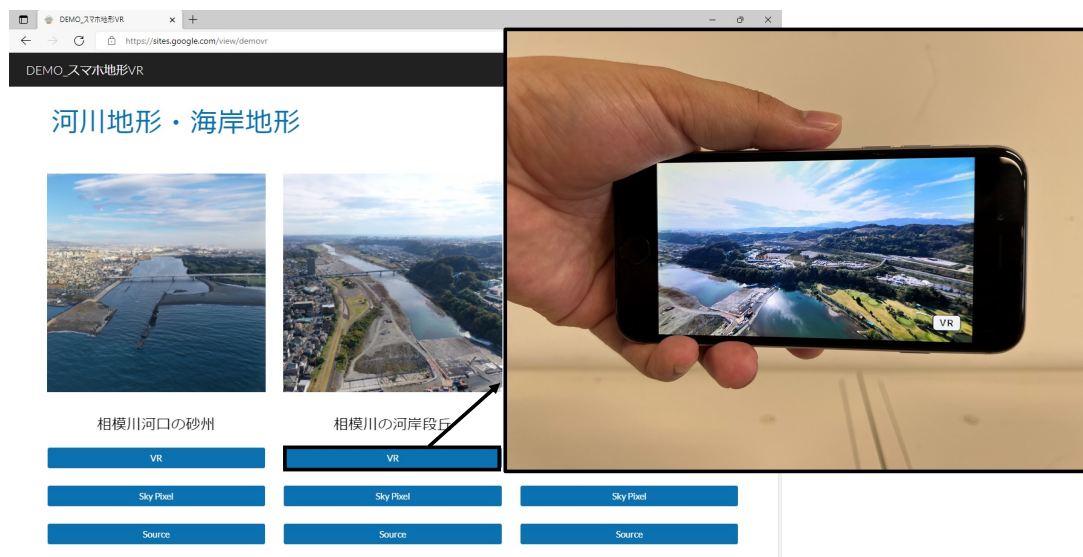 DEMO_スマホ地形VR
https://sites.google.com/view/demovr
DEMO_スマホ地形VR
河川地形・海岸地形
VR
相模川河口の砂州
相模川の河岸段丘
VR
VR
Sky Pixel
Sky Pixel
Sky Pixel
Source
Source
Source